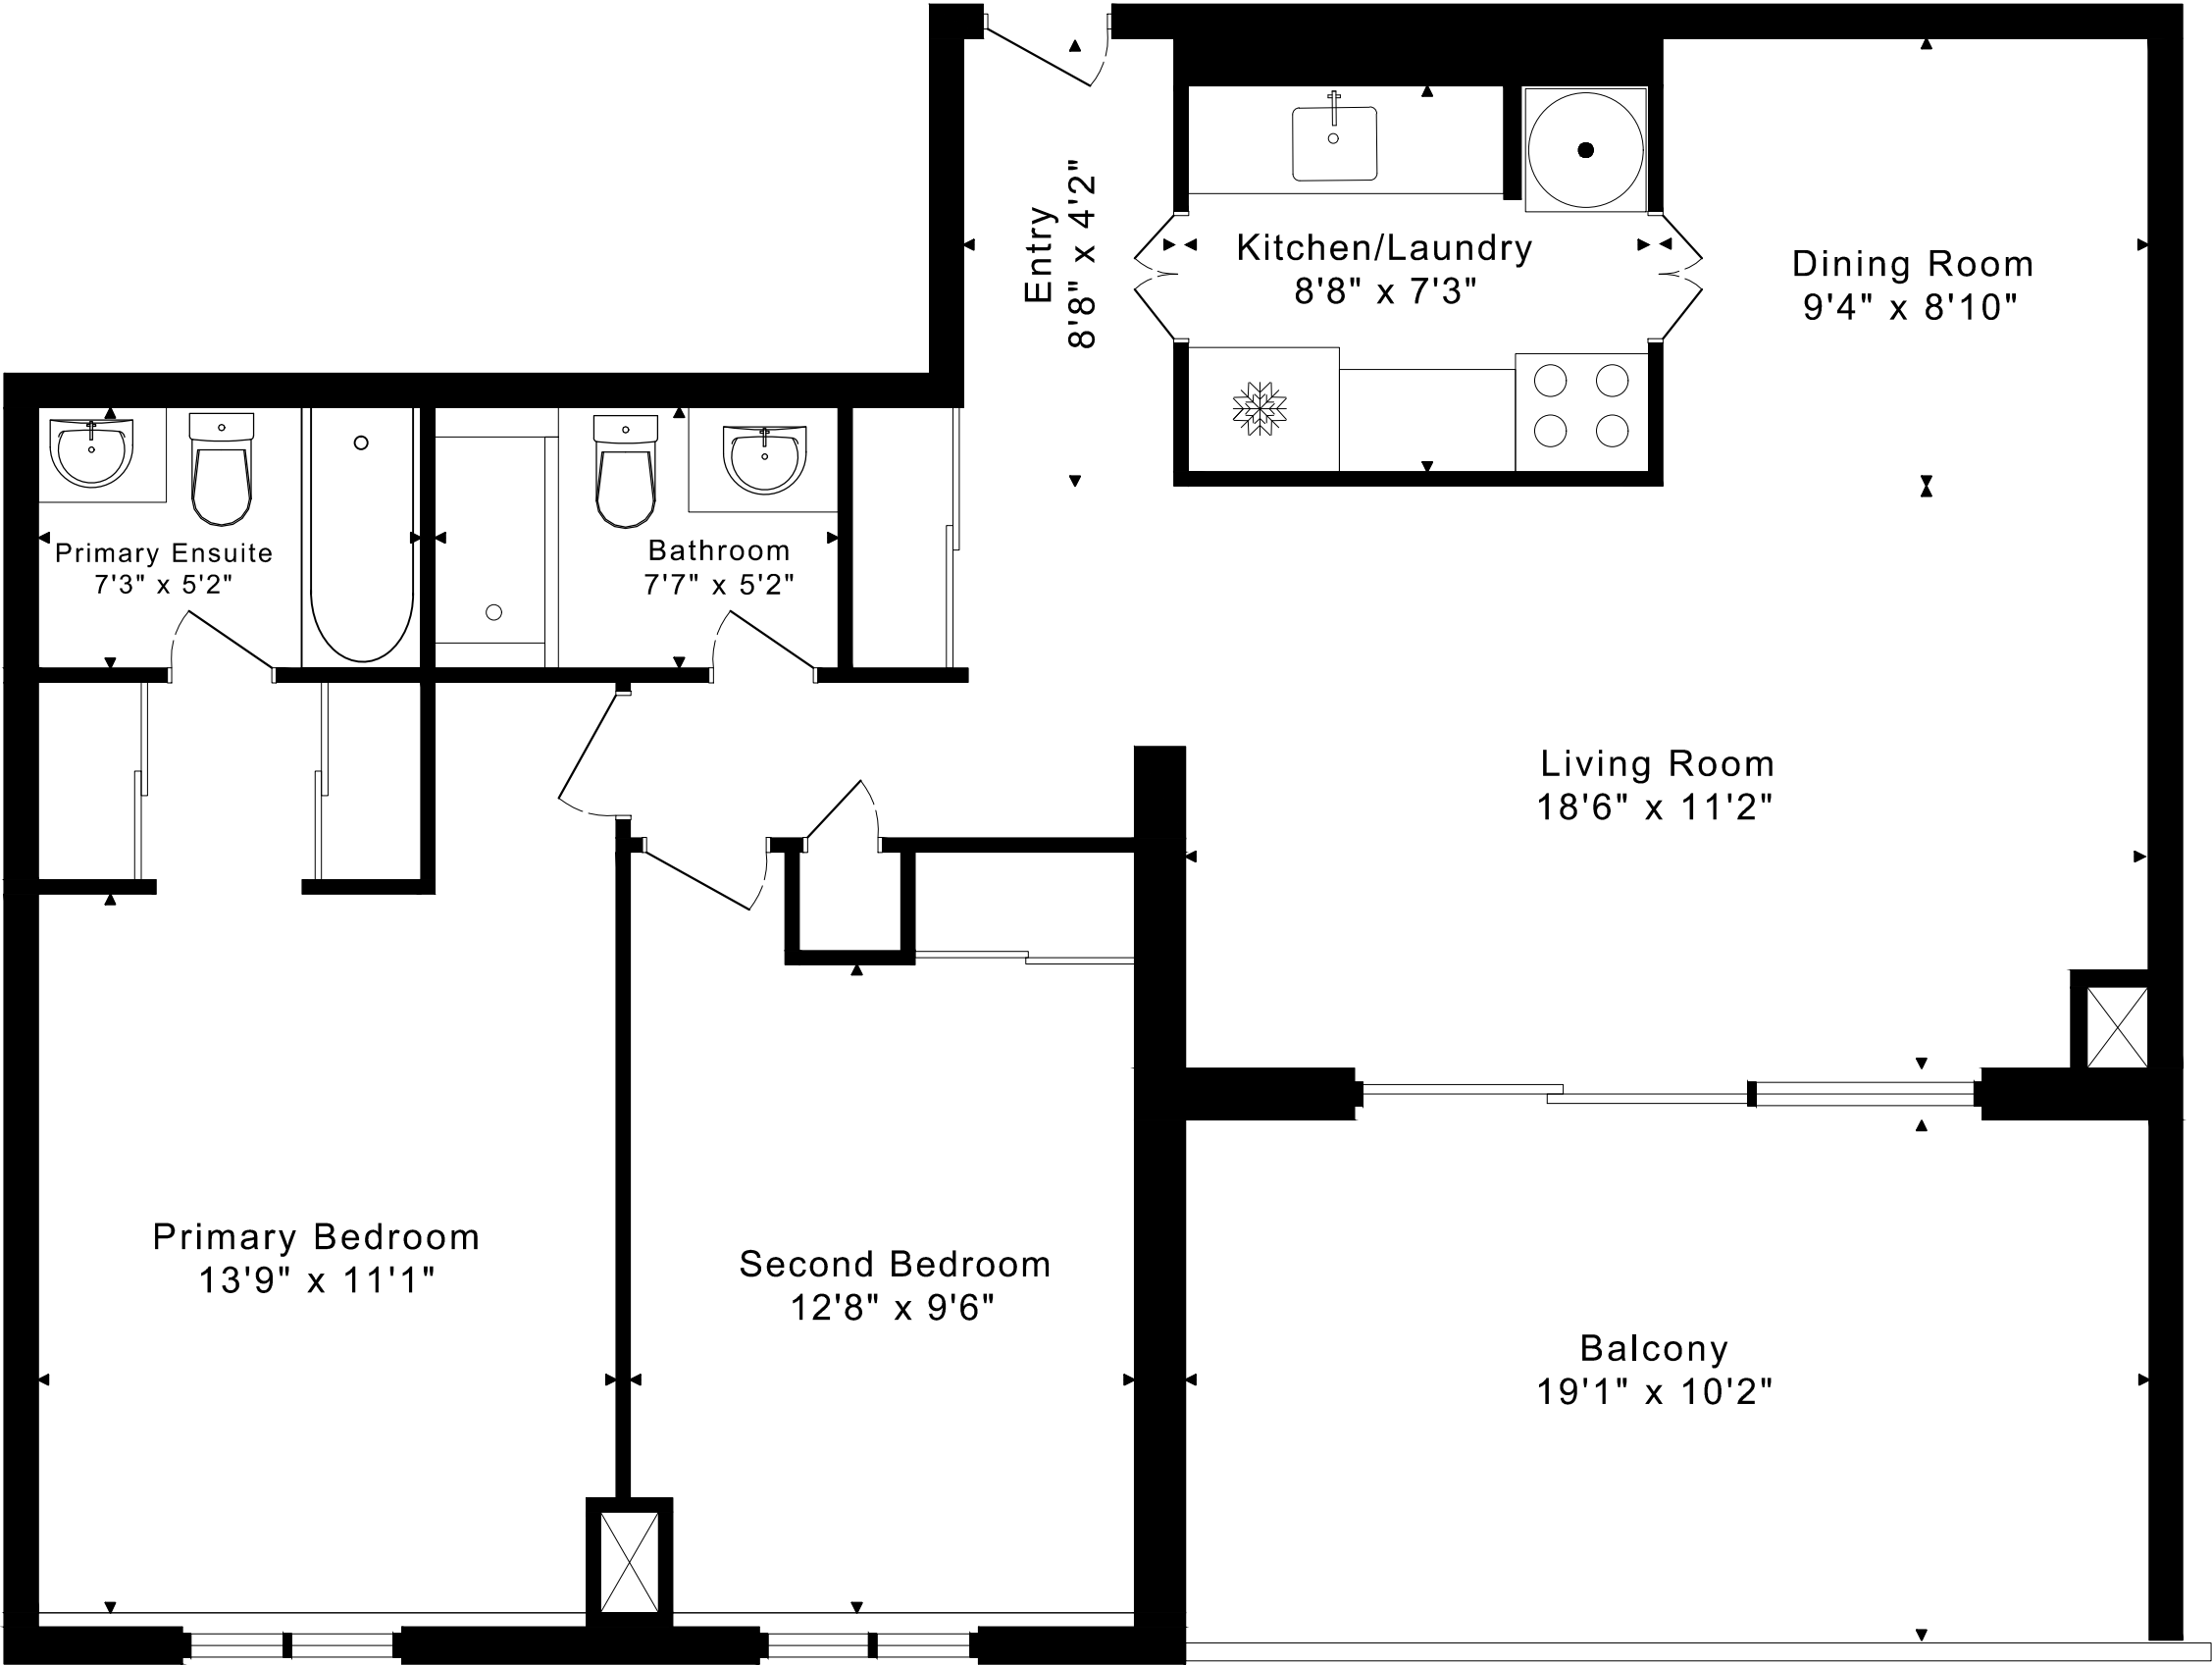 Entry
8'8" x 4'2"
Kitchen/Laundry
8'8" x 7'3"
Dining Room
9'4" x 8'10"
Primary Ensuite
7'3" x 5'2"
Bathroom
7'7" x 5'2"
Living Room
18'6" x 11'2"
Primary Bedroom
13'9" x 11'1"
Second Bedroom
12'8" x 9'6"
Balcony
19'1" x 10'2"